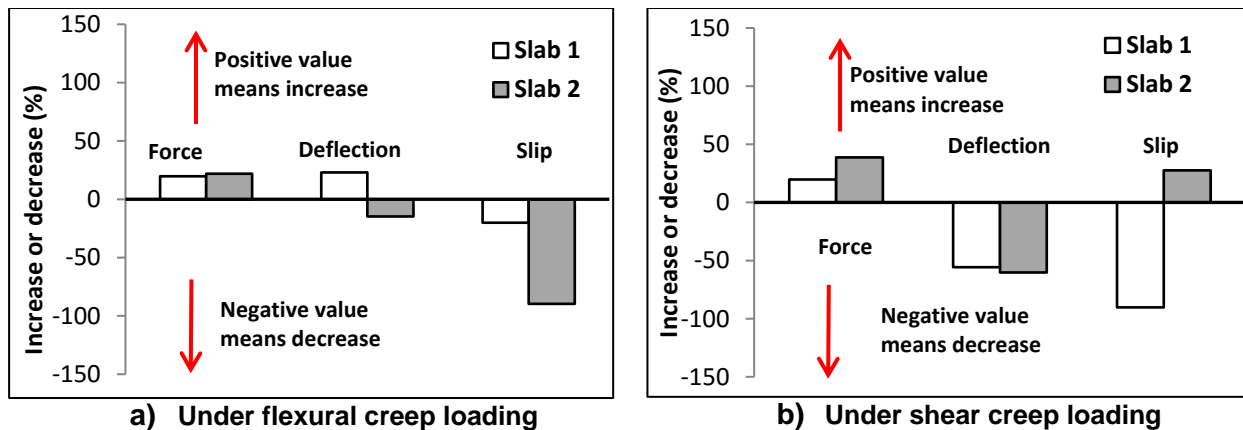 Increase or decrease (%)
150
100
50
0
-50
-100
-150
Positive value
means increase
Slab 1
Slab 2
Force
Deflection
Slip
Negative value
means decrease
a) Under flexural creep loading
Increase or decrease (%)
150
100
50
0
-50
-100
-150
Positive value
means increase
Slab 1
Slab 2
Deflection
Slip
Force
Negative value
means decrease
b) Under shear creep loading